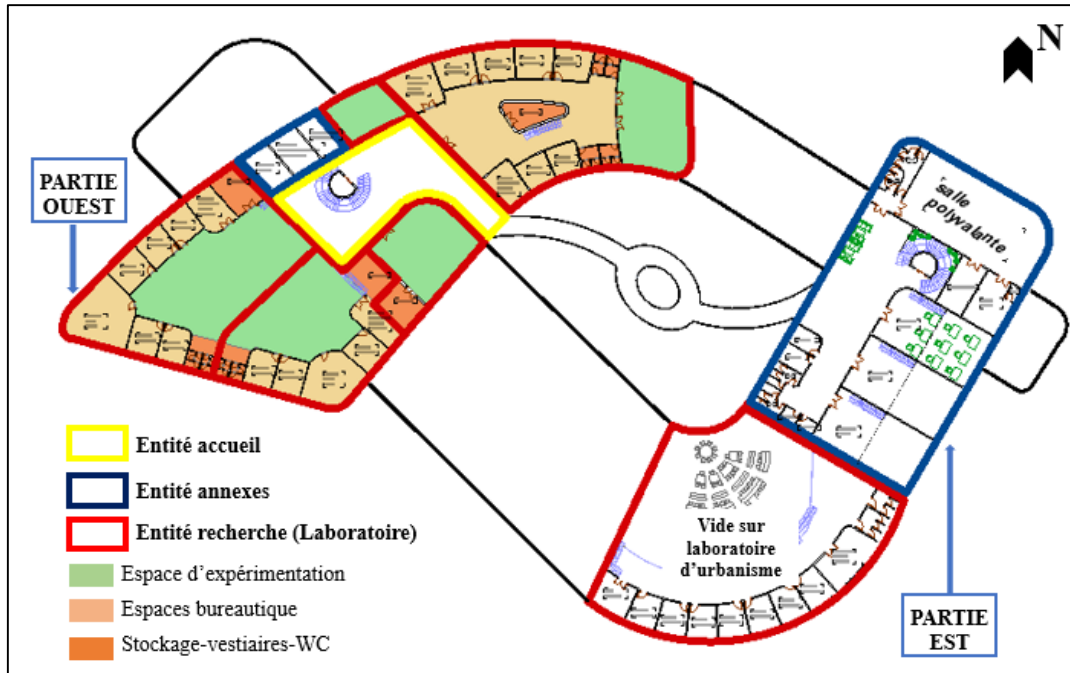 N
PARTIE
OUEST
salle
polyvalante
Entité accueil
Entité annexes
Entité recherche (Laboratoire)
Espace d'expérimentation
Espaces bureautique
Stockage-vestiaires-WC
Vide sur
laboratoire
d'urbanisme
PARTIE
EST